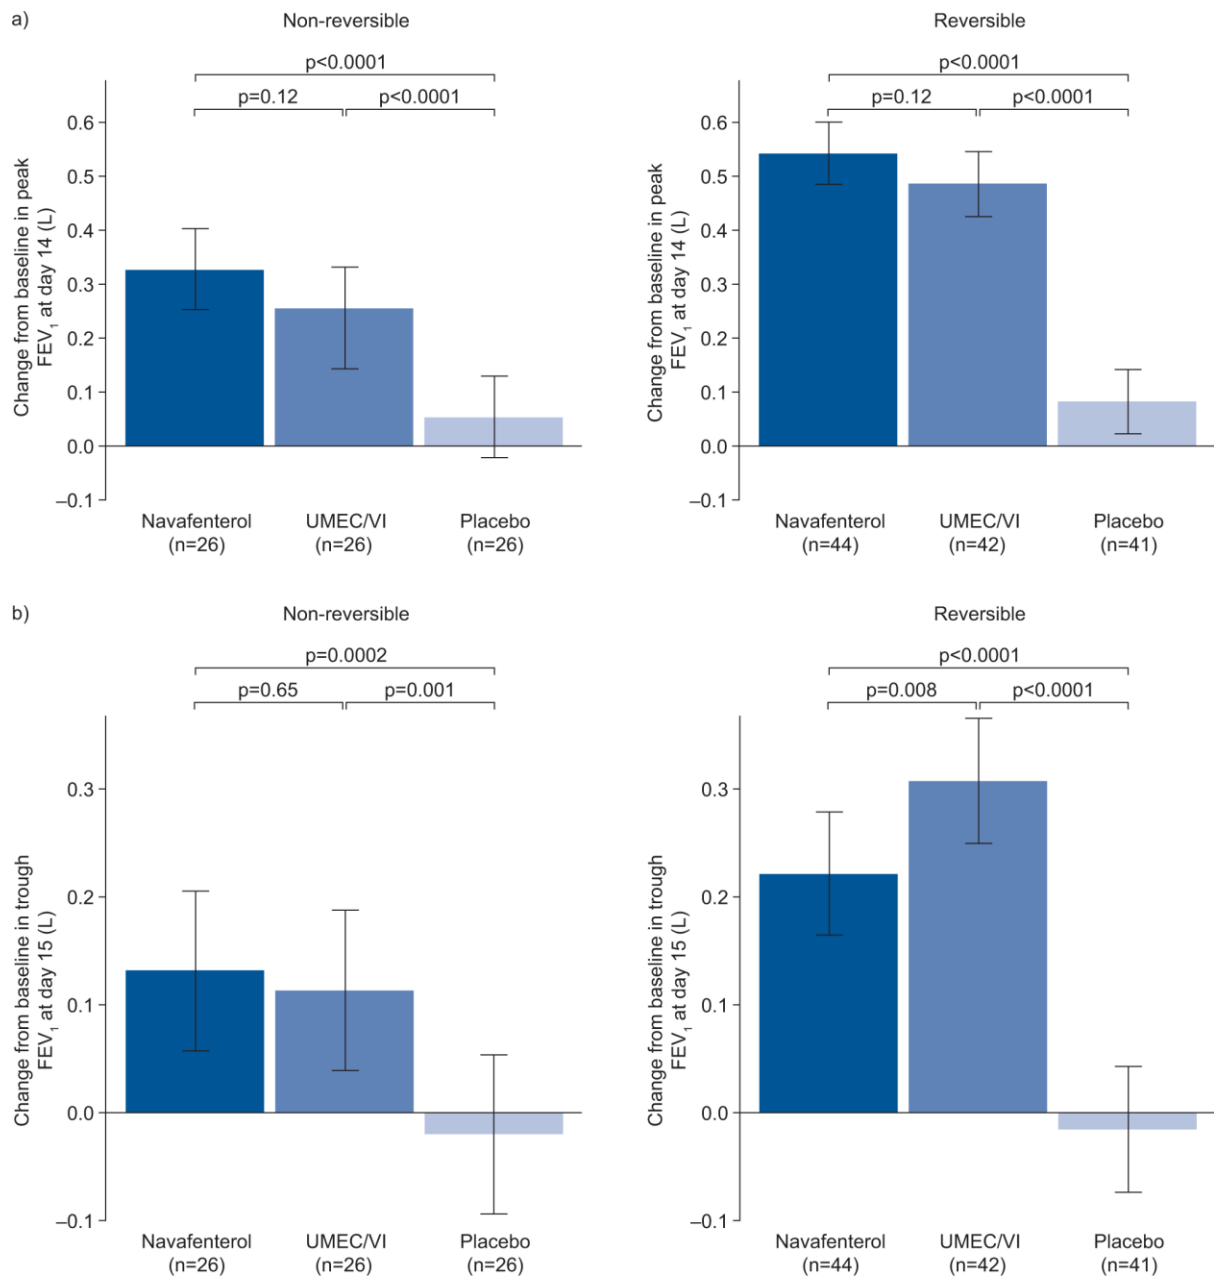 a)
Non-reversible
p<0.0001
p=0.12
p<0.0001
Change from baseline in peak
FEV₁ at day 14 (L)
0.6
0.5
0.4
0.3
0.2
0.1
0.0
–0.1
Navafenterol
(n=26)
UMEC/VI
(n=26)
Placebo
(n=26)
Reversible
p<0.0001
p=0.12
p<0.0001
Change from baseline in peak
FEV₁ at day 14 (L)
0.6
0.5
0.4
0.3
0.2
0.1
0.0
–0.1
Navafenterol
(n=44)
UMEC/VI
(n=42)
Placebo
(n=41)
b)
Non-reversible
p=0.0002
p=0.65
p=0.001
Change from baseline in trough
FEV₁ at day 15 (L)
0.3
0.2
0.1
0.0
–0.1
Navafenterol
(n=26)
UMEC/VI
(n=26)
Placebo
(n=26)
Reversible
p<0.0001
p=0.008
p<0.0001
Change from baseline in trough
FEV₁ at day 15 (L)
0.3
0.2
0.1
0.0
–0.1
Navafenterol
(n=44)
UMEC/VI
(n=42)
Placebo
(n=41)